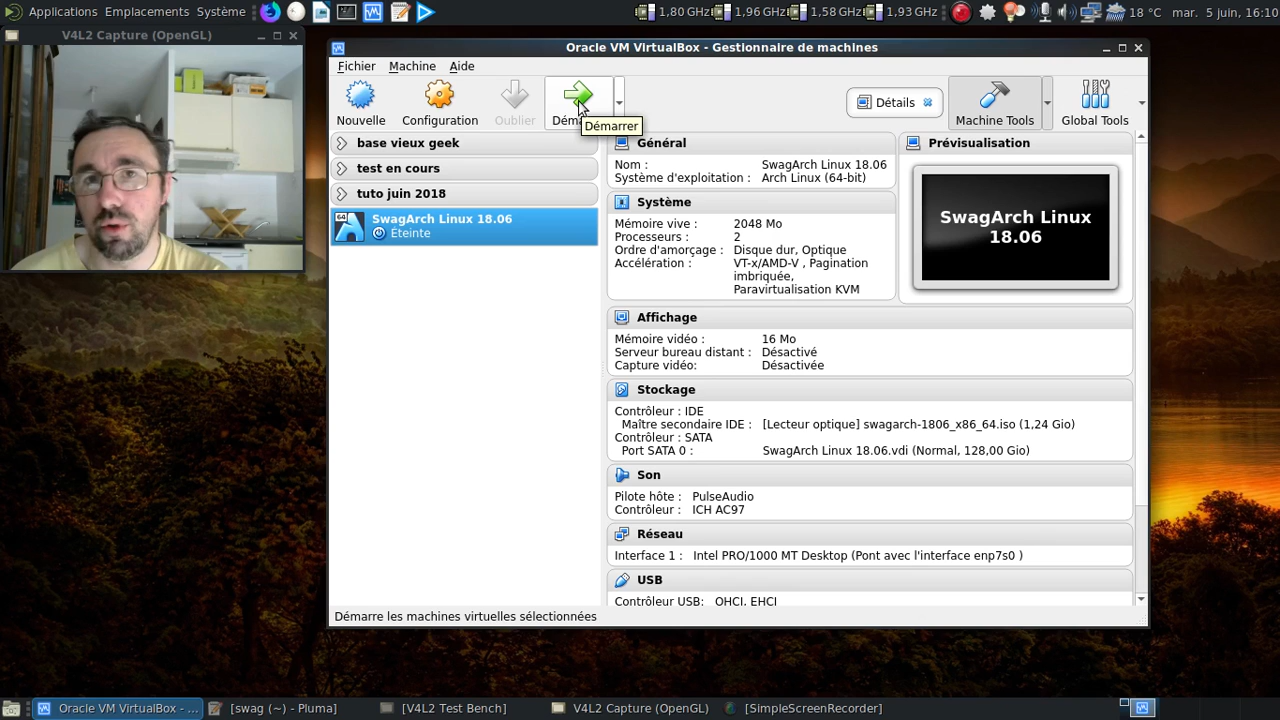 Applications Emplacements Système 1,80 GHz 1,96 GHz 1,58 GHz 1,93 GHz 18 °C mar. 5 juin, 16:10
V4L2 Capture (OpenGL)
Oracle VM VirtualBox - Gestionnaire de machines
Fichier Machine Aide
Nouvelle Configuration Oublier Déma
Démarrer
Détails
Machine Tools Global Tools
base vieux geek
test en cours
tuto juin 2018
64
SwagArch Linux 18.06
Éteinte
Général
Nom : SwagArch Linux 18.06
Système d'exploitation : Arch Linux (64-bit)
Système
Mémoire vive : 2048 Mo
Processeurs : 2
Ordre d'amorçage : Disque dur, Optique
Accélération : VT-x/AMD-V , Pagination
imbriquée,
Paravirtualisation KVM
Prévisualisation
SwagArch Linux
18.06
Affichage
Mémoire vidéo : 16 Mo
Serveur bureau distant : Désactivé
Capture vidéo: Désactivée
Stockage
Contrôleur : IDE
Maître secondaire IDE : [Lecteur optique] swagarch-1806_x86_64.iso (1,24 Gio)
Contrôleur : SATA
Port SATA 0 : SwagArch Linux 18.06.vdi (Normal, 128,00 Gio)
Son
Pilote hôte : PulseAudio
Contrôleur : ICH AC97
Réseau
Interface 1 : Intel PRO/1000 MT Desktop (Pont avec l'interface enp7s0 )
USB
Contrôleur USB: OHCI, EHCI
Démarre les machines virtuelles sélectionnées
Oracle VM VirtualBox - ... [swag (~) - Pluma] [V4L2 Test Bench] V4L2 Capture (OpenGL) [SimpleScreenRecorder]